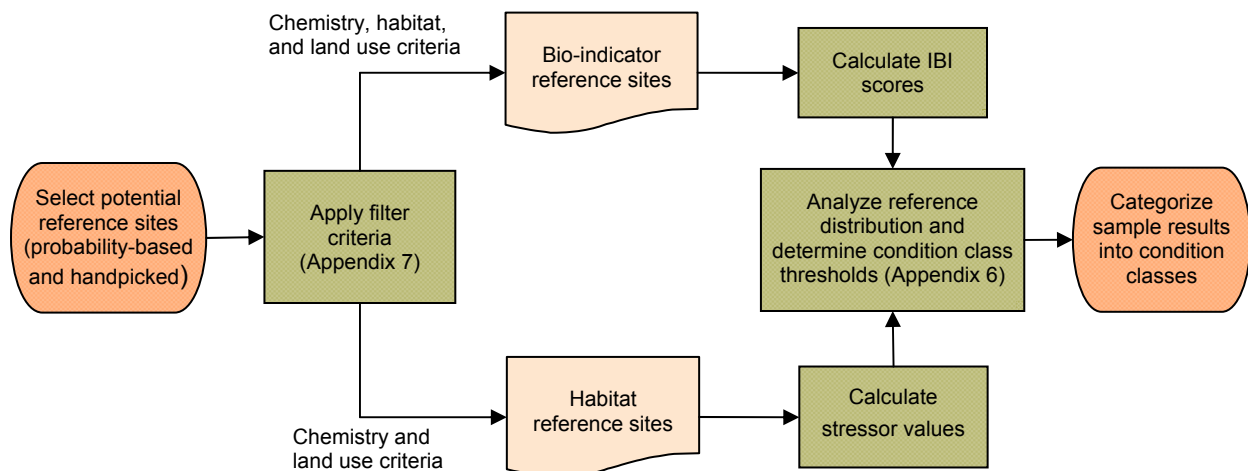 Chemistry, habitat,
and land use criteria
Bio-indicator
reference sites
Calculate IBI
scores
Select potential
reference sites
(probability-based
and handpicked)
Apply filter
criteria
(Appendix 7)
Analyze reference
distribution and
determine condition class
thresholds (Appendix 6)
Categorize
sample results
into condition
classes
Chemistry and
land use criteria
Habitat
reference sites
Calculate
stressor values